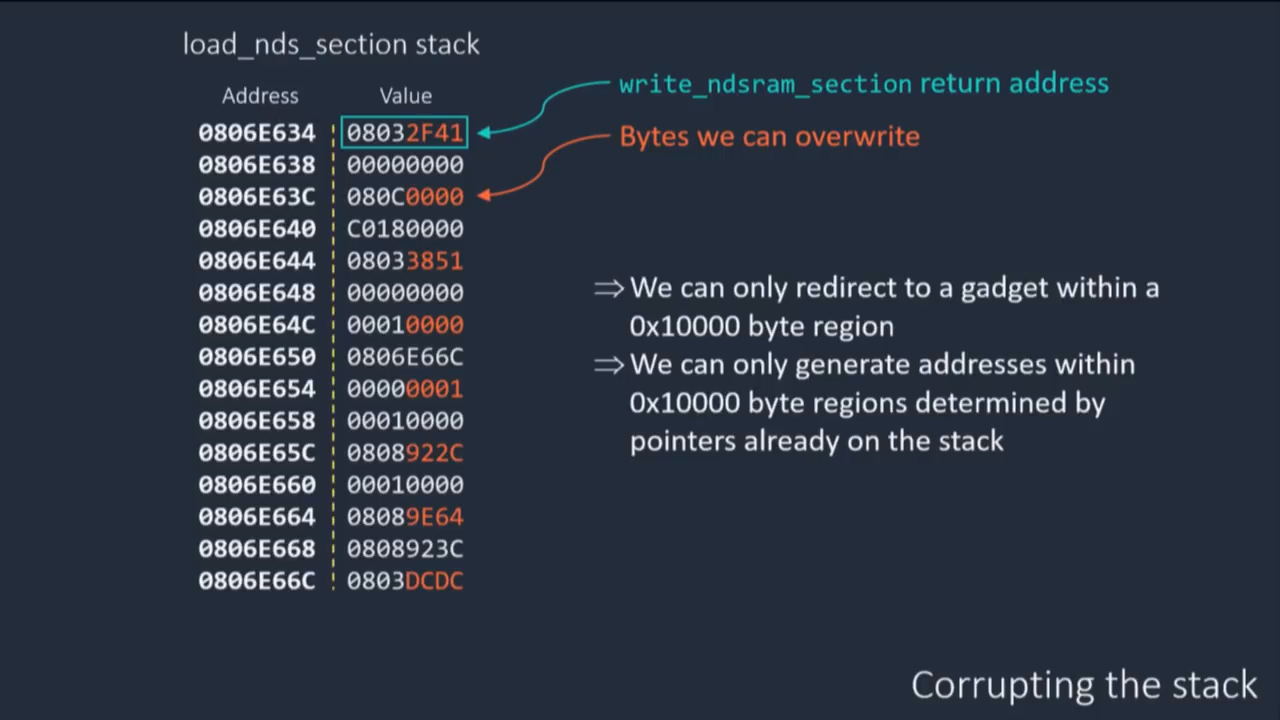 load_nds_section stack
Address Value
0806E634 08032F41
0806E638 00000000
0806E63C 080C0000
0806E640 C0180000
0806E644 08033851
0806E648 00000000
0806E64C 00010000
0806E650 0806E66C
0806E654 00000001
0806E658 00010000
0806E65C 0808922C
0806E660 00010000
0806E664 08089E64
0806E668 0808923C
0806E66C 0803DCDC
write_ndsram_section return address
Bytes we can overwrite
⇒ We can only redirect to a gadget within a
0x10000 byte region
⇒ We can only generate addresses within
0x10000 byte regions determined by
pointers already on the stack
Corrupting the stack